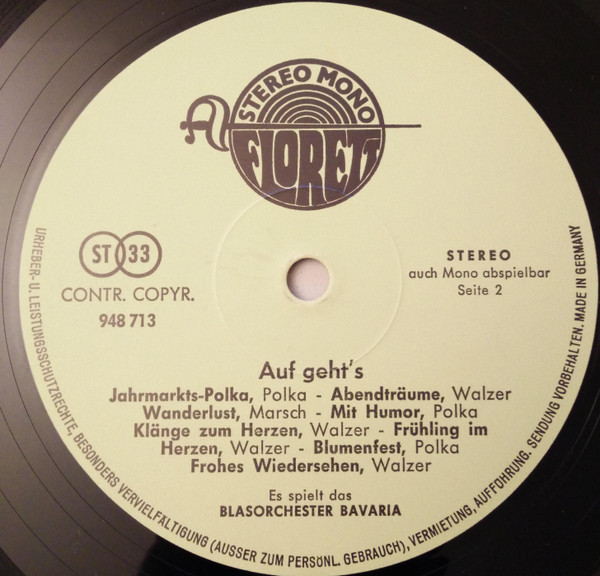 STEREO MONO
FLORETT
ST 33
CONTR. COPYR.
948 713
STEREO
auch Mono abspielbar
Seite 2
Auf geht's
Jahrmarkts-Polka, Polka - Abendträume, Walzer
Wanderlust, Marsch - Mit Humor, Polka
Klänge zum Herzen, Walzer - Frühling im
Herzen, Walzer - Blumenfest, Polka
Frohes Wiedersehen, Walzer
Es spielt das
BLASORCHESTER BAVARIA
URHEBER- U. LEISTUNGSSCHUTZRECHTE, BESONDERS VERVIELFÄLTIGUNG (AUSSER ZUM PERSÖNL. GEBRAUCH), VERMIETUNG, AUFFÜHRUNG. SENDUNG VORBEHALTEN. MADE IN GERMANY